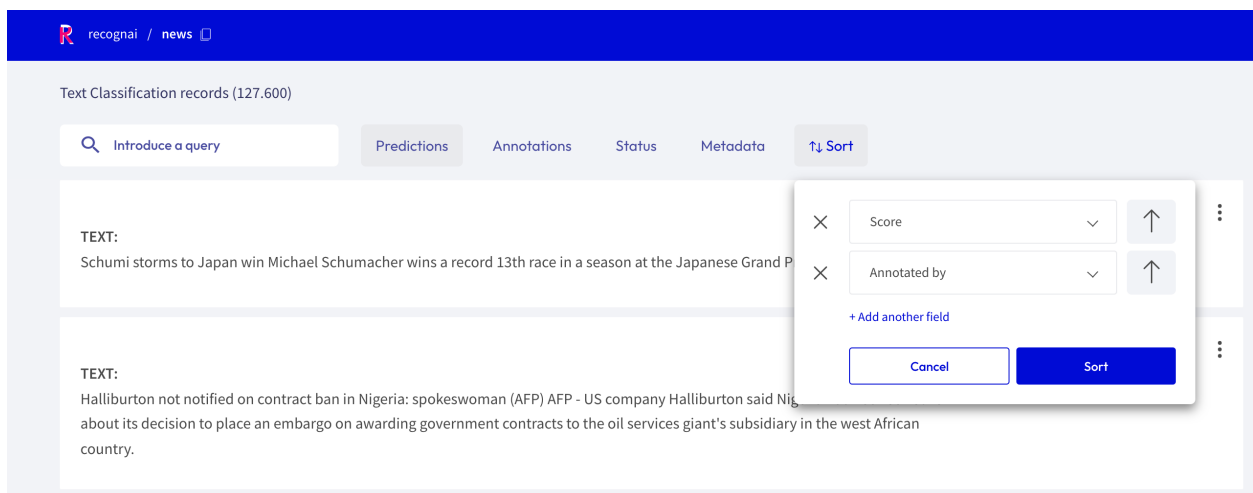 recognai / news
Text Classification records (127.600)
Introduce a query
Predictions
Annotations
Status
Metadata
Sort
Score
Annotated by
+ Add another field
Cancel
Sort
TEXT:
Schumi storms to Japan win Michael Schumacher wins a record 13th race in a season at the Japanese Grand P
TEXT:
Halliburton not notified on contract ban in Nigeria: spokeswoman (AFP) AFP - US company Halliburton said Nig
about its decision to place an embargo on awarding government contracts to the oil services giant's subsidiary in the west African
country.